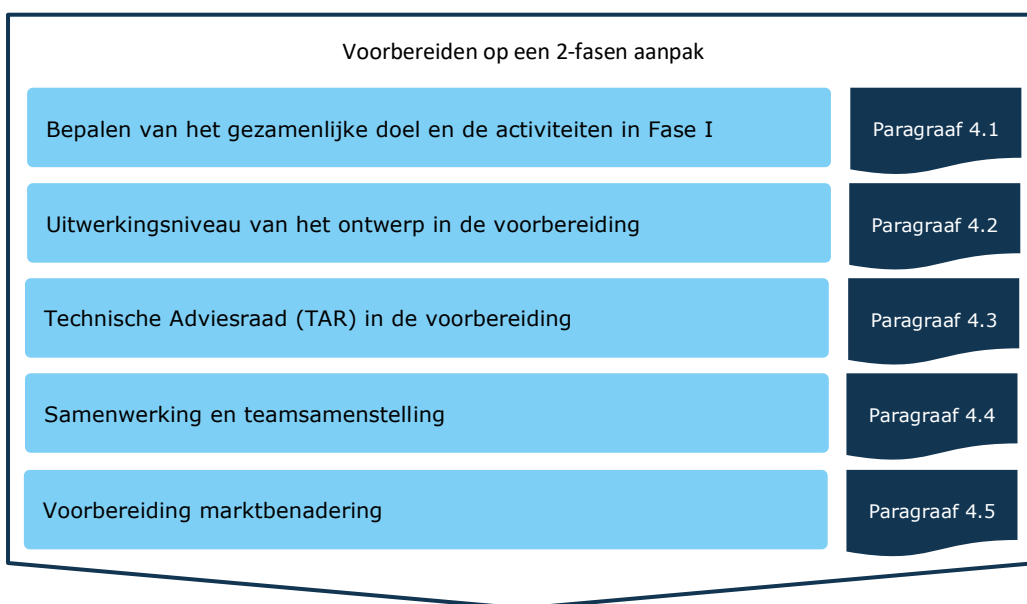 Voorbereiden op een 2-fasen aanpak
Bepalen van het gezamenlijke doel en de activiteiten in Fase I
Paragraaf 4.1
Uitwerkingsniveau van het ontwerp in de voorbereiding
Paragraaf 4.2
Technische Adviesraad (TAR) in de voorbereiding
Paragraaf 4.3
Samenwerking en teamsamenstelling
Paragraaf 4.4
Voorbereiding marktbenadering
Paragraaf 4.5